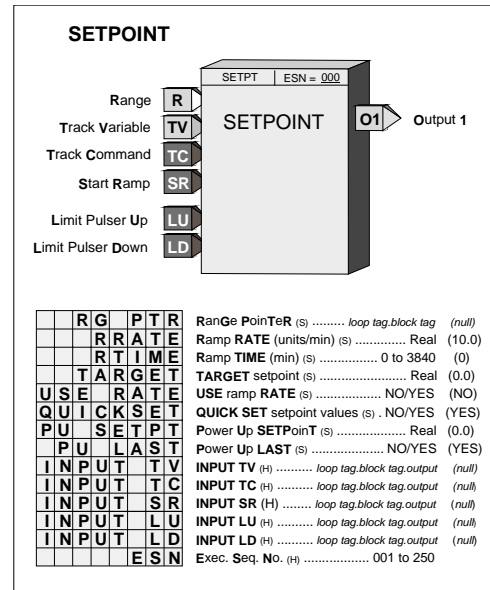 SETPOINT
SETPT ESN = 000
Range R
Track Variable TV
Track Command TC
Start Ramp SR
Limit Pulser Up LU
Limit Pulser Down LD
SETPOINT
O1 Output 1
RG PTR RanGe PoinTeR (S) ......... loop tag.block tag (null)
RRATE Ramp RATE (units/min) (S) .............. Real (10.0)
RTIME Ramp TIME (min) (S) ................ 0 to 3840 (0)
TARGET TARGET setpoint (S) ...................... Real (0.0)
USE RATE USE ramp RATE (S) .................. NO/YES (NO)
QUICKSET QUICK SET setpoint values (S) . NO/YES (YES)
PU SETPT Power Up SETPoinT (S) .................. Real (0.0)
PU LAST Power Up LAST (S) .................... NO/YES (YES)
INPUT TV INPUT TV (H) .......... loop tag.block tag.output (null)
INPUT TC INPUT TC (H) .......... loop tag.block tag.output (null)
INPUT SR INPUT SR (H) ........ loop tag.block tag.output (null)
INPUT LU INPUT LU (H) .......... loop tag.block tag.output (null)
INPUT LD INPUT LD (H) .......... loop tag.block tag.output (null)
ESN Exec. Seq. No. (H) .................. 001 to 250